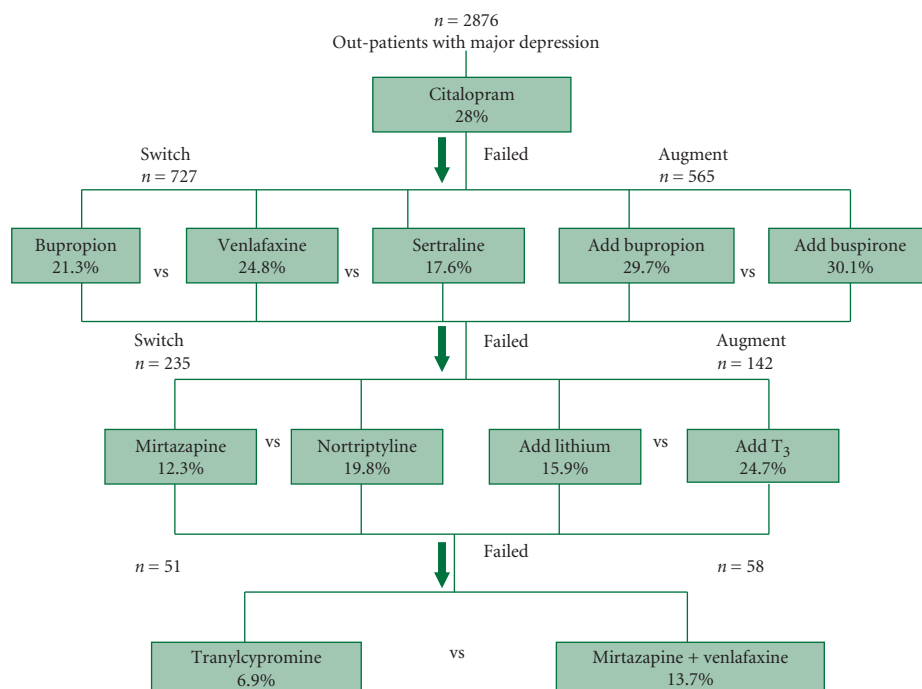 n = 2876
Out-patients with major depression
Citalopram
28%
Switch
n = 727
Failed
Augment
n = 565
Bupropion
21.3%
vs
Venlafaxine
24.8%
vs
Sertraline
17.6%
Add bupropion
29.7%
vs
Add buspirone
30.1%
Switch
n = 235
Failed
Augment
n = 142
Mirtazapine
12.3%
vs
Nortriptyline
19.8%
Add lithium
15.9%
vs
Add T3
24.7%
n = 51
Failed
n = 58
Tranylcypromine
6.9%
vs
Mirtazapine + venlafaxine
13.7%